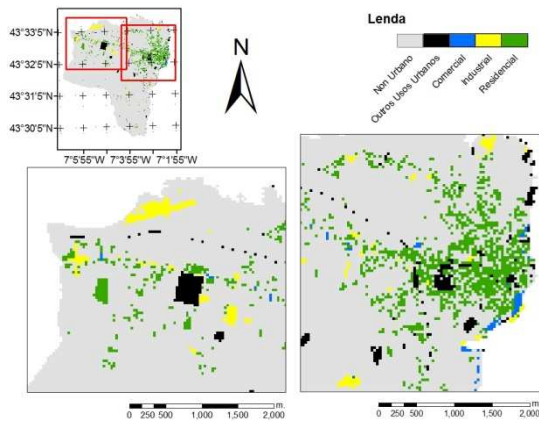 Lenda
N
43°33'5"N
43°32'5"N
43°31'5"N
43°30'5"N
7°5'55"W 7°3'55"W 7°1'55"W
Non Urbano
Outros Usos Urbanos
Comercial
Industrial
Residencial
0 250 500 1,000 1,500 2,000 m.
0 250 500 1,000 1,500 2,000 m.